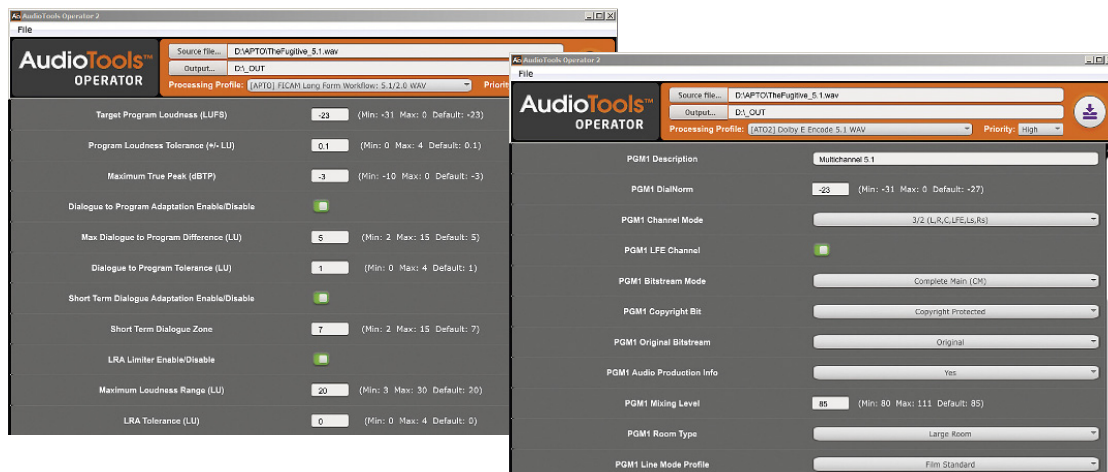 AudioTools Operator 2
File
AudioTools™
OPERATOR
Source file... D:\APTO\TheFugitive_5.1.wav
Output... D:\_OUT
Processing Profile: [APTO] FICAM Long Form Workflow: 5.1/2.0 WAV Priorit
Target Program Loudness (LUFS) -23 (Min: -31 Max: 0 Default: -23)
Program Loudness Tolerance (+/- LU) 0.1 (Min: 0 Max: 4 Default: 0.1)
Maximum True Peak (dBTP) -3 (Min: -10 Max: 0 Default: -3)
Dialogue to Program Adaptation Enable/Disable
Max Dialogue to Program Difference (LU) 5 (Min: 2 Max: 15 Default: 5)
Dialogue to Program Tolerance (LU) 1 (Min: 0 Max: 4 Default: 1)
Short Term Dialogue Adaptation Enable/Disable
Short Term Dialogue Zone 7 (Min: 2 Max: 15 Default: 7)
LRA Limiter Enable/Disable
Maximum Loudness Range (LU) 20 (Min: 3 Max: 30 Default: 20)
LRA Tolerance (LU) 0 (Min: 0 Max: 4 Default: 0)
AudioTools Operator 2
File
AudioTools™
OPERATOR
Source file... D:\APTO\TheFugitive_5.1.wav
Output... D:\_OUT
Processing Profile: [ATO2] Dolby E Encode 5.1 WAV Priority: High
PGM1 Description Multichannel 5.1
PGM1 DialNorm -23 (Min: -31 Max: 0 Default: -27)
PGM1 Channel Mode 3/2 (L,R,C,LFE,Ls,Rs)
PGM1 LFE Channel
PGM1 Bitstream Mode Complete Main (CM)
PGM1 Copyright Bit Copyright Protected
PGM1 Original Bitstream Original
PGM1 Audio Production Info Yes
PGM1 Mixing Level 85 (Min: 80 Max: 111 Default: 85)
PGM1 Room Type Large Room
PGM1 Line Mode Profile Film Standard